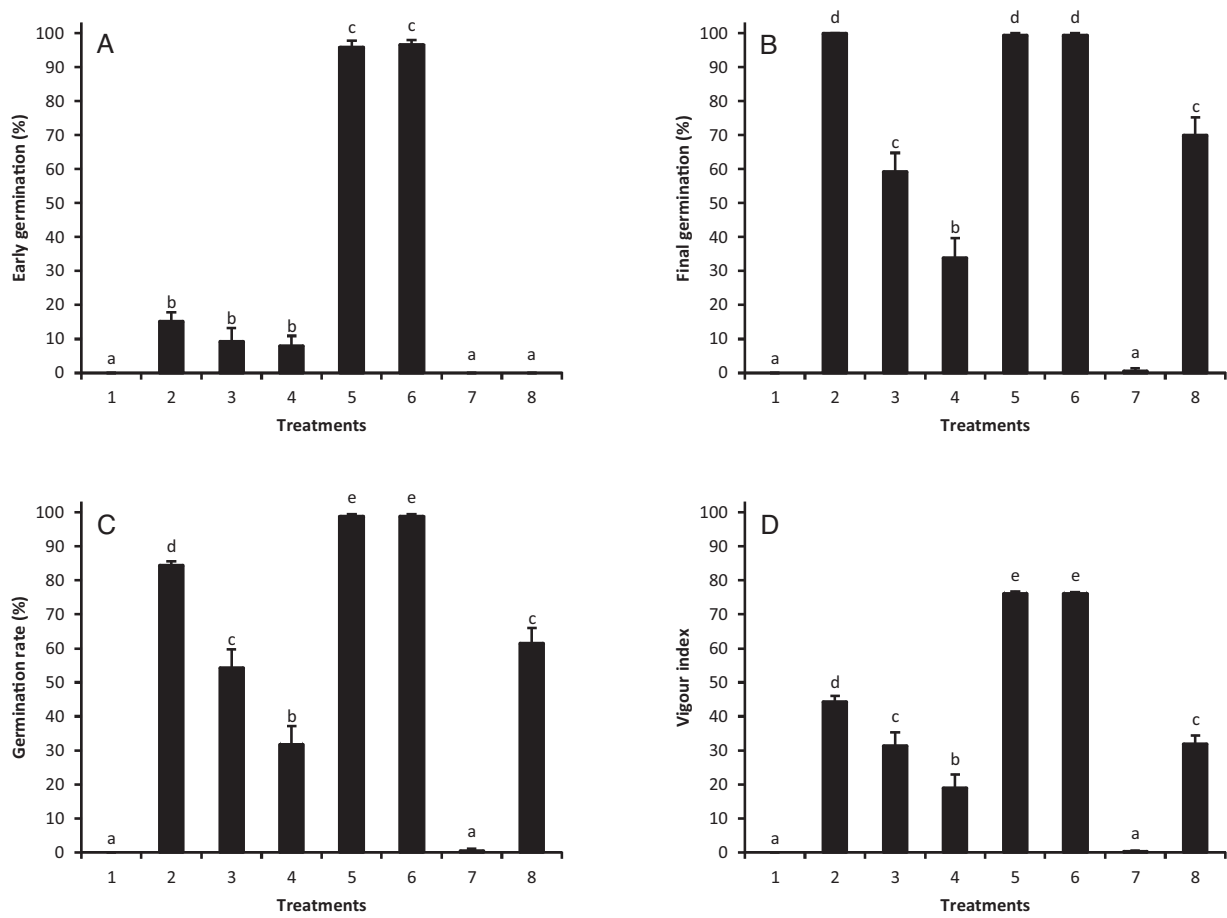 A
Early germination (%)
100
90
80
70
60
50
40
30
20
10
0
a b b b c c a a
1 2 3 4 5 6 7 8
Treatments
B
Final germination (%)
100
90
80
70
60
50
40
30
20
10
0
a d c b d d a c
1 2 3 4 5 6 7 8
Treatments
C
Germination rate (%)
100
90
80
70
60
50
40
30
20
10
0
a d c b e e a c
1 2 3 4 5 6 7 8
Treatments
D
Vigour index
100
90
80
70
60
50
40
30
20
10
0
a d c b e e a c
1 2 3 4 5 6 7 8
Treatments